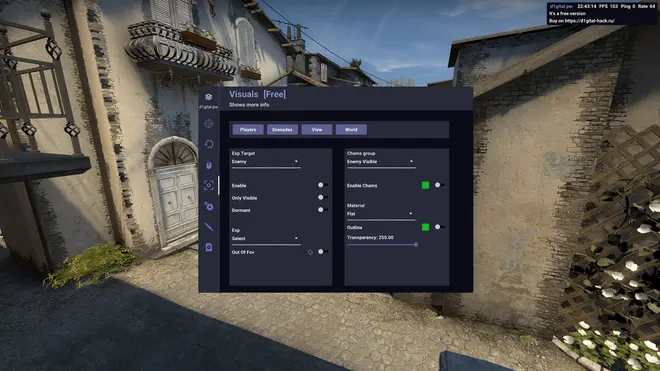 d1gital.pw 22:43:14 FPS 103 Ping 0 Rate 64
It's a free version
Buy on https://d1gital-hack.ru/
d1gital.pw
Visuals [Free]
Shows more info
Players Grenades View World
Esp Target
Enemy
Enable
Only Visible
Dormant
Esp
Select
Out Of Fov
Chams group
Enemy Visible
Enable Chams
Material
Flat
Outline
Transparency: 255.00